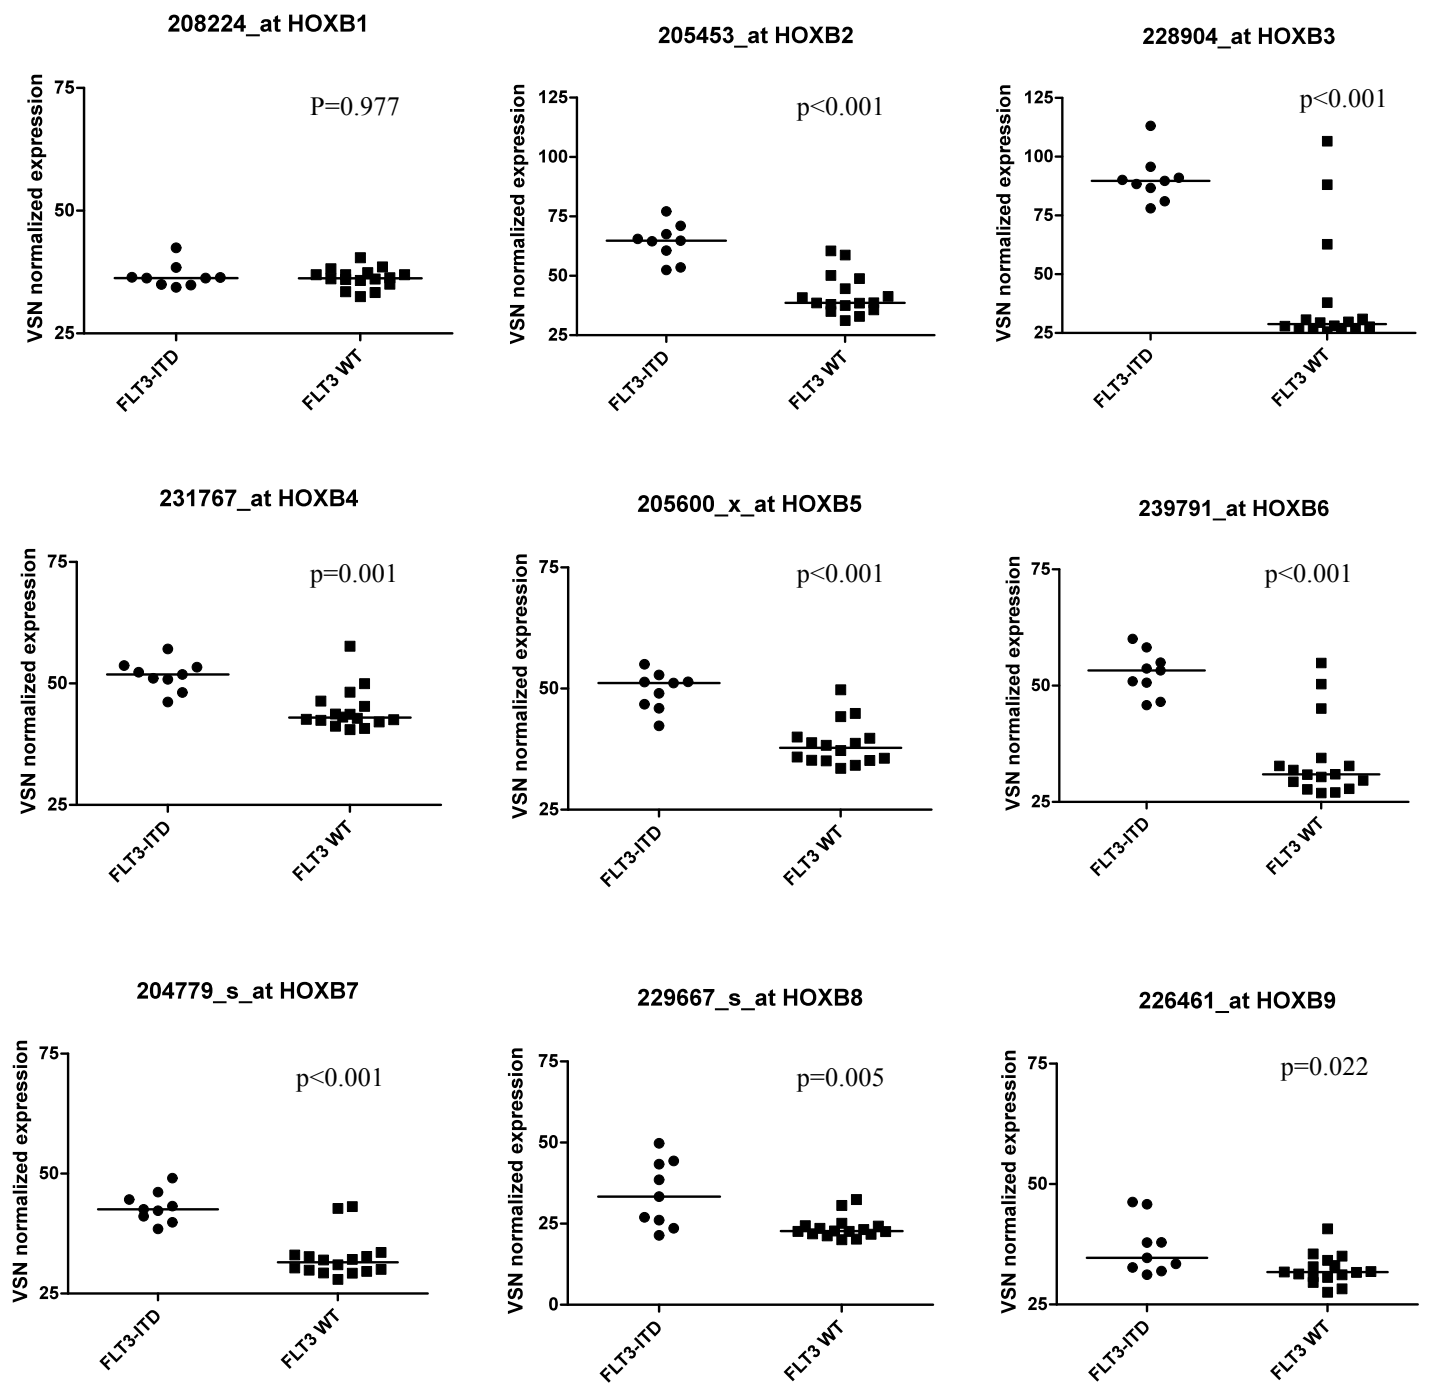 208224_at HOXB1
VSN normalized expression
75
50
25
P=0.977
FLT3-ITD
FLT3 WT
205453_at HOXB2
VSN normalized expression
125
100
75
50
25
p<0.001
FLT3-ITD
FLT3 WT
228904_at HOXB3
VSN normalized expression
125
100
75
50
25
p<0.001
FLT3-ITD
FLT3 WT
231767_at HOXB4
VSN normalized expression
75
50
25
p=0.001
FLT3-ITD
FLT3 WT
205600_x_at HOXB5
VSN normalized expression
75
50
25
p<0.001
FLT3-ITD
FLT3 WT
239791_at HOXB6
VSN normalized expression
75
50
25
p<0.001
FLT3-ITD
FLT3 WT
204779_s_at HOXB7
VSN normalized expression
75
50
25
p<0.001
FLT3-ITD
FLT3 WT
229667_s_at HOXB8
VSN normalized expression
75
50
25
0
p=0.005
FLT3-ITD
FLT3 WT
226461_at HOXB9
VSN normalized expression
75
50
25
p=0.022
FLT3-ITD
FLT3 WT